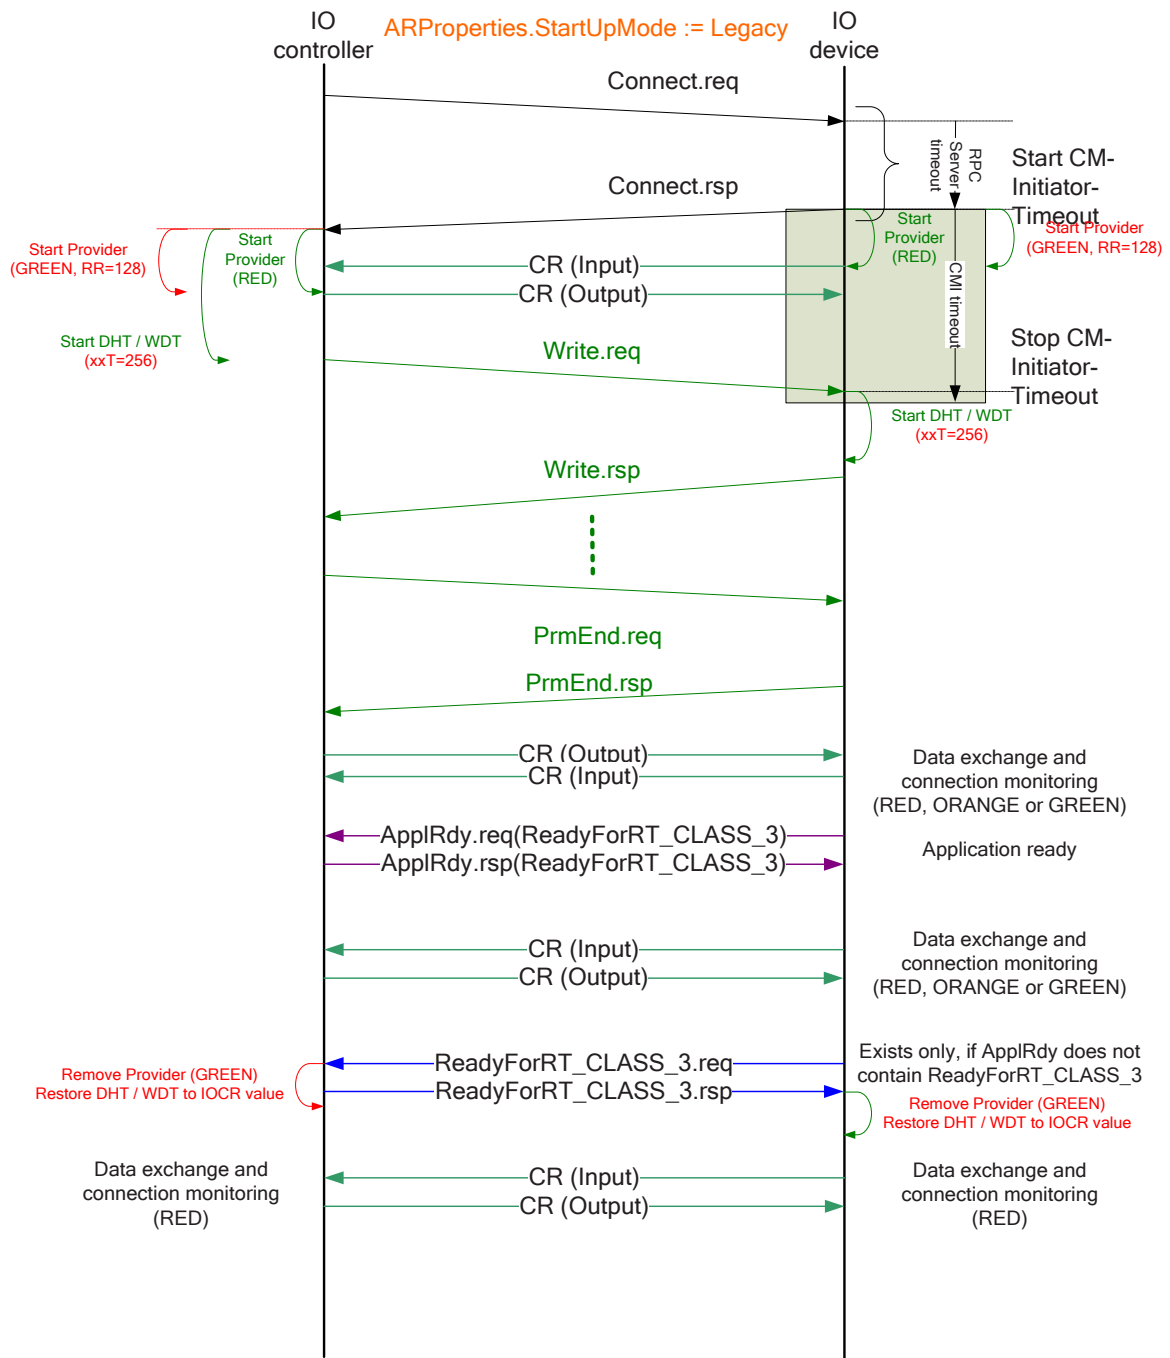 IO
controller
ARProperties.StartUpMode := Legacy
IO
device
Connect.req
RPC
Server
timeout
Start CM-
Initiator-
Timeout
Connect.rsp
Start Provider
(GREEN, RR=128)
Start
Provider
(RED)
Start
Provider
(RED)
Start Provider
(GREEN, RR=128)
CR (Input)
CR (Output)
CMI timeout
Start DHT / WDT
(xxT=256)
Write.req
Stop CM-
Initiator-
Timeout
Start DHT / WDT
(xxT=256)
Write.rsp
PrmEnd.req
PrmEnd.rsp
CR (Output)
CR (Input)
Data exchange and
connection monitoring
(RED, ORANGE or GREEN)
ApplRdy.req(ReadyForRT_CLASS_3)
ApplRdy.rsp(ReadyForRT_CLASS_3)
Application ready
CR (Input)
CR (Output)
Data exchange and
connection monitoring
(RED, ORANGE or GREEN)
ReadyForRT_CLASS_3.req
ReadyForRT_CLASS_3.rsp
Exists only, if ApplRdy does not
contain ReadyForRT_CLASS_3
Remove Provider (GREEN)
Restore DHT / WDT to IOCR value
Remove Provider (GREEN)
Restore DHT / WDT to IOCR value
Data exchange and
connection monitoring
(RED)
CR (Input)
CR (Output)
Data exchange and
connection monitoring
(RED)